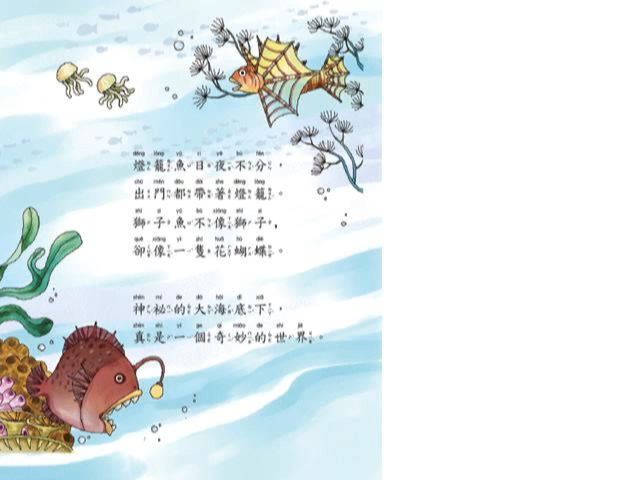 燈籠魚日夜不分，
出門都帶著燈籠。
獅子魚不像獅子，
卻像一隻花蝴蝶。
神祕的大海底下，
真是一個奇妙的世界。